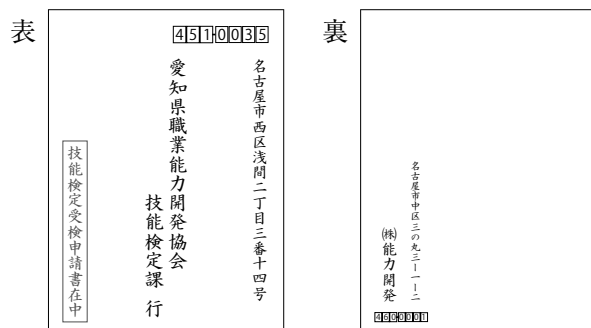 表
451-0035
名古屋市西区浅間二丁目三番十四号
愛知県職業能力開発協会
技能検定課 行
技能検定受検申請書在中
裏
名古屋市中区三の丸三ー一ー二
㈱能力開発
460-0001